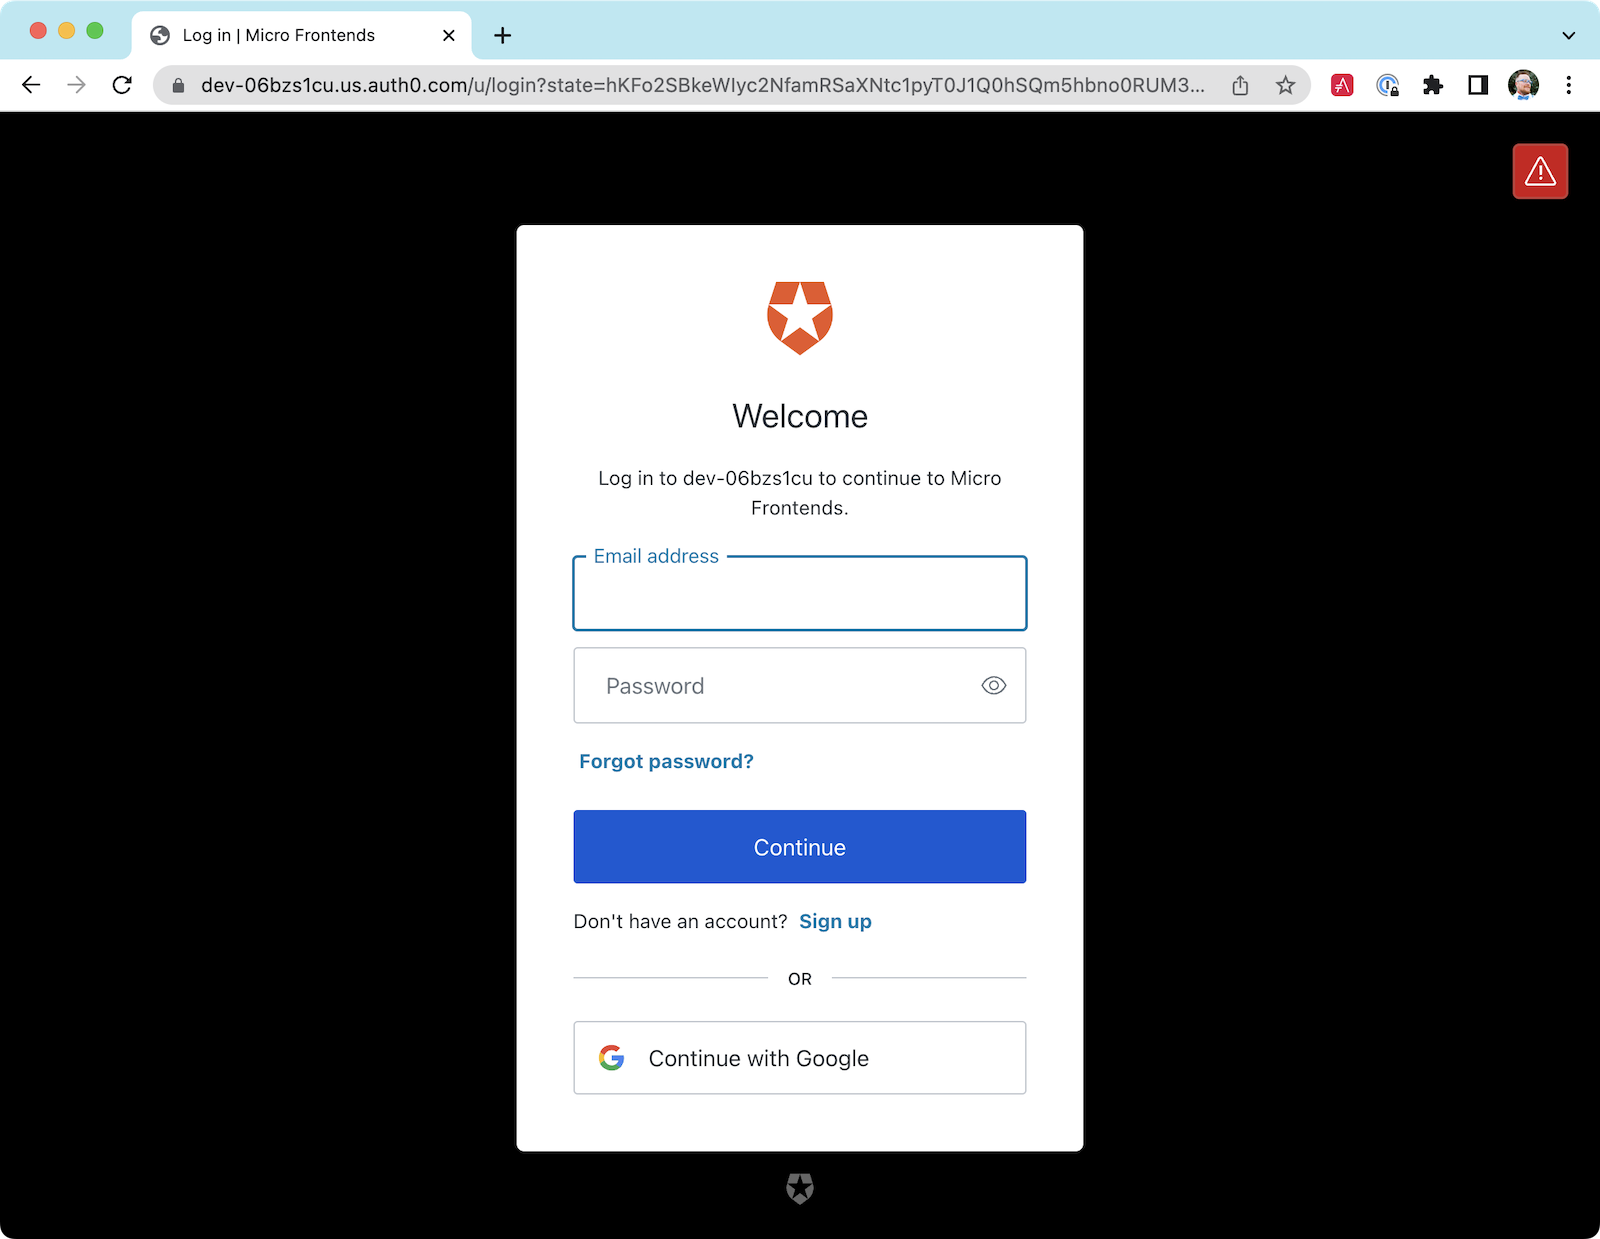 Log in | Micro Frontends
dev-06bzs1cu.us.auth0.com/u/login?state=hKFo2SBkeWIyc2NfamRSaXNtc1pyT0J1Q0hSQm5hbno0RUM3...
Welcome
Log in to dev-06bzs1cu to continue to Micro
Frontends.
Email address
Password
Forgot password?
Continue
Don't have an account? Sign up
OR
Continue with Google